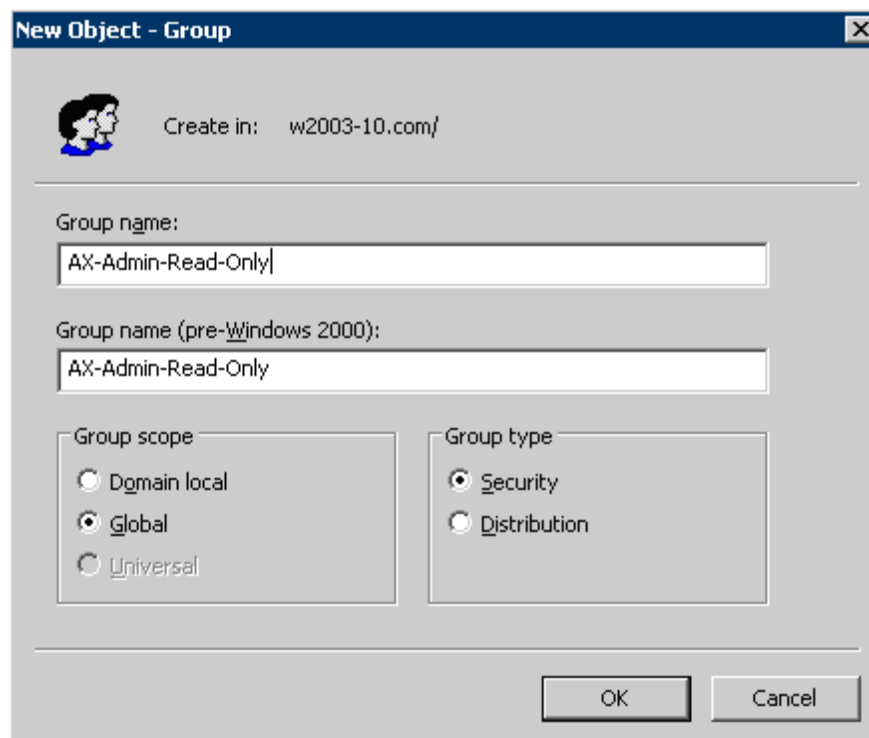 New Object - Group
Create in: w2003-10.com/
Group name:
AX-Admin-Read-Only
Group name (pre-Windows 2000):
AX-Admin-Read-Only
Group scope
Domain local
Global
Universal
Group type
Security
Distribution
OK Cancel